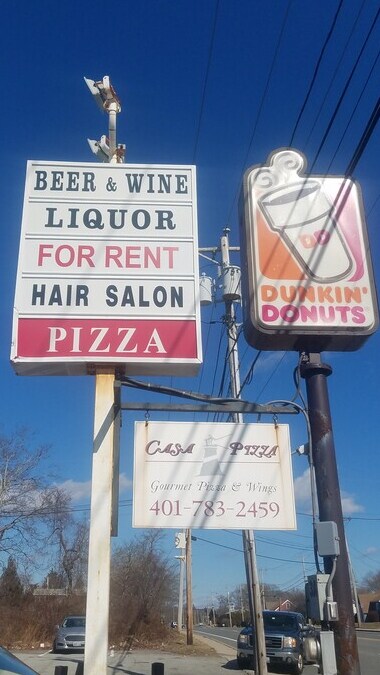 BEER & WINE
LIQUOR
FOR RENT
HAIR SALON
PIZZA
DD
DUNKIN'
DONUTS
CASA PIZZA
Gourmet Pizza & Wings
401-783-2459